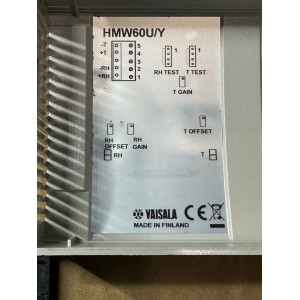 HMW60U/Y
-T 5
+T 4
3
-RH 2
+RH 1
1 1
RH TEST T TEST
T GAIN
T OFFSET
RH OFFSET
RH GAIN
RH T
VAISALA CE
MADE IN FINLAND